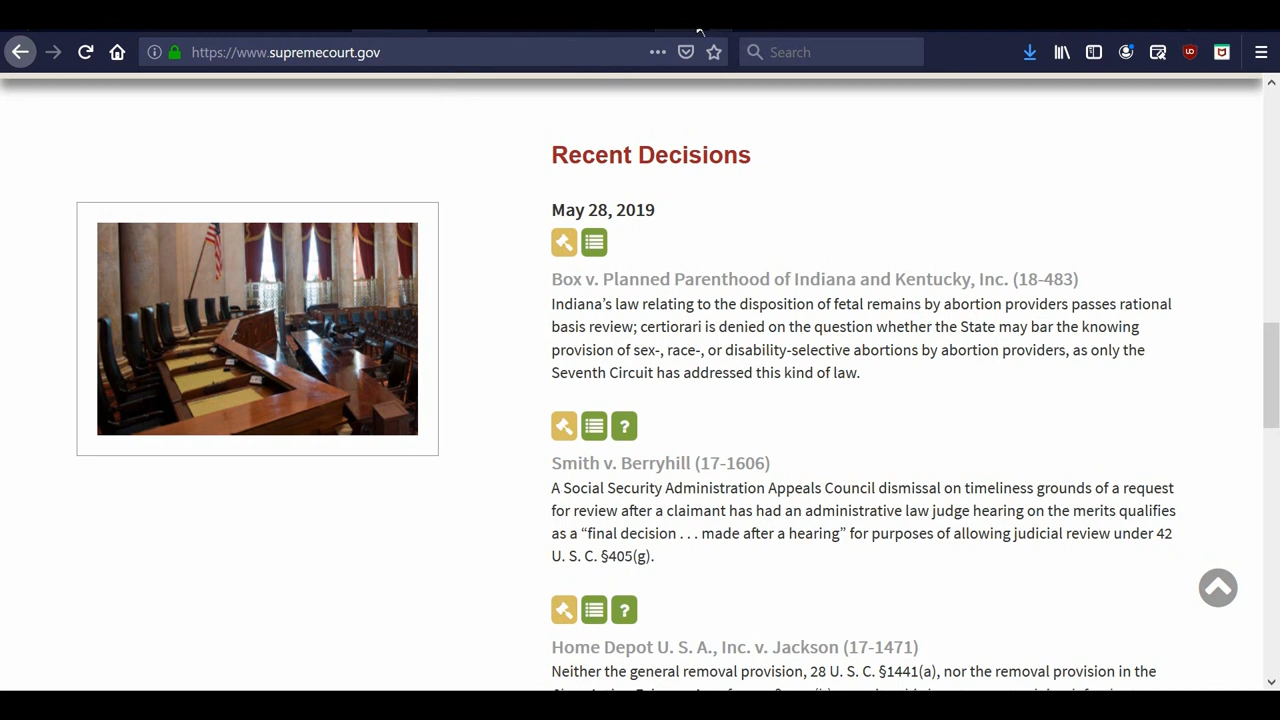 https://www.supremecourt.gov
Search
Recent Decisions
May 28, 2019
Box v. Planned Parenthood of Indiana and Kentucky, Inc. (18-483)
Indiana’s law relating to the disposition of fetal remains by abortion providers passes rational
basis review; certiorari is denied on the question whether the State may bar the knowing
provision of sex-, race-, or disability-selective abortions by abortion providers, as only the
Seventh Circuit has addressed this kind of law.
?
Smith v. Berryhill (17-1606)
A Social Security Administration Appeals Council dismissal on timeliness grounds of a request
for review after a claimant has had an administrative law judge hearing on the merits qualifies
as a “final decision . . . made after a hearing” for purposes of allowing judicial review under 42
U. S. C. §405(g).
?
Home Depot U. S. A., Inc. v. Jackson (17-1471)
Neither the general removal provision, 28 U. S. C. §1441(a), nor the removal provision in the